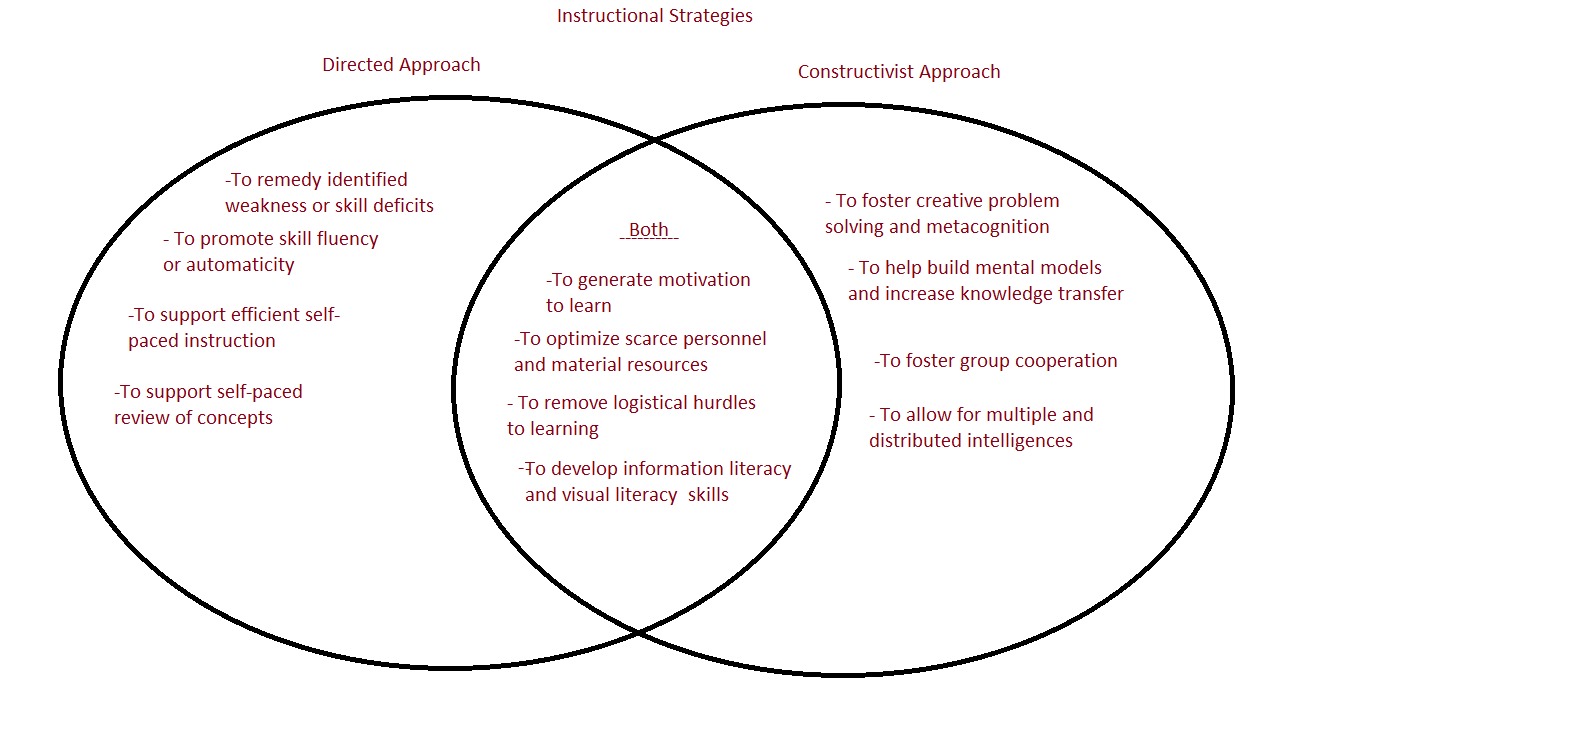 Instructional Strategies
Directed Approach
Constructivist Approach
-To remedy identified
weakness or skill deficits
- To promote skill fluency
or automaticity
-To support efficient self-
paced instruction
-To support self-paced
review of concepts
Both
-To generate motivation
to learn
-To optimize scarce personnel
and material resources
- To remove logistical hurdles
to learning
-To develop information literacy
and visual literacy  skills
- To foster creative problem
solving and metacognition
- To help build mental models
and increase knowledge transfer
-To foster group cooperation
- To allow for multiple and
distributed intelligences